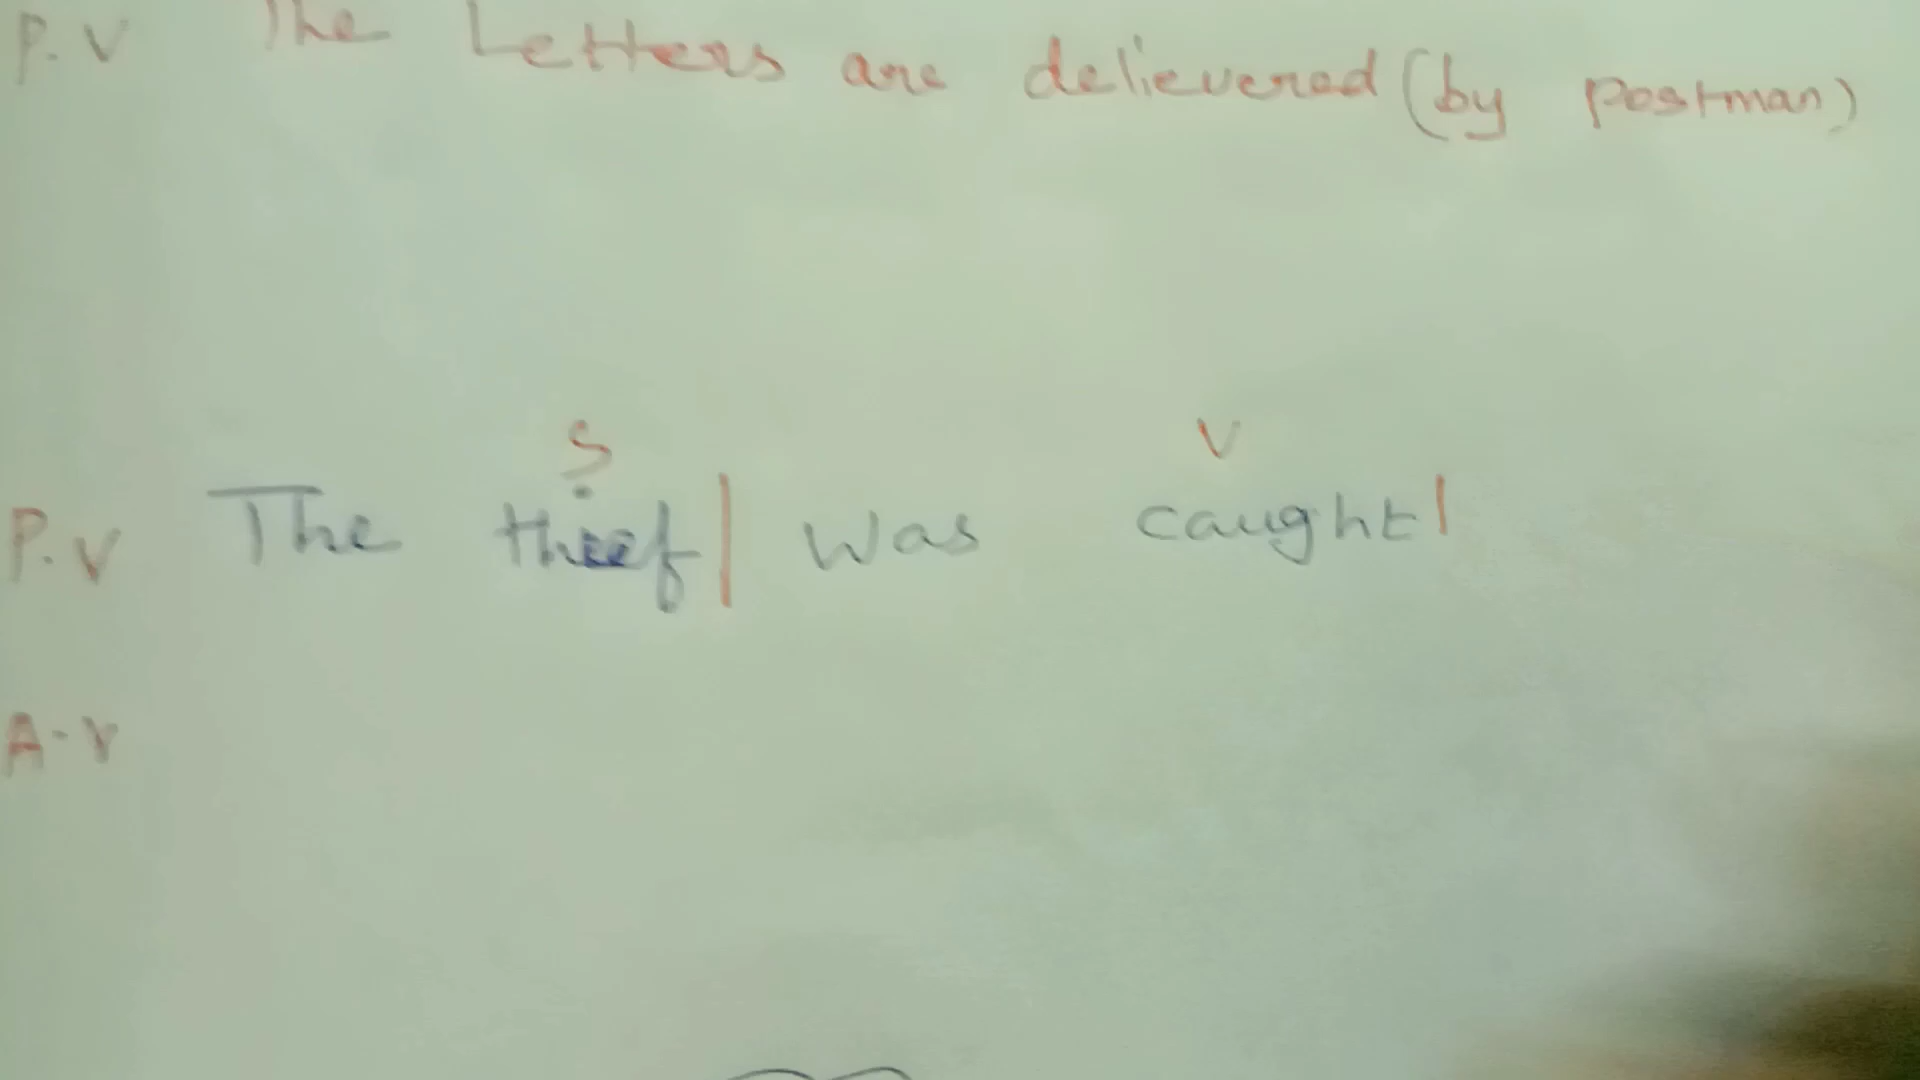 P.V The Letters are delievered (by Postman)
S V
P.V The thief | was caught |
A-V